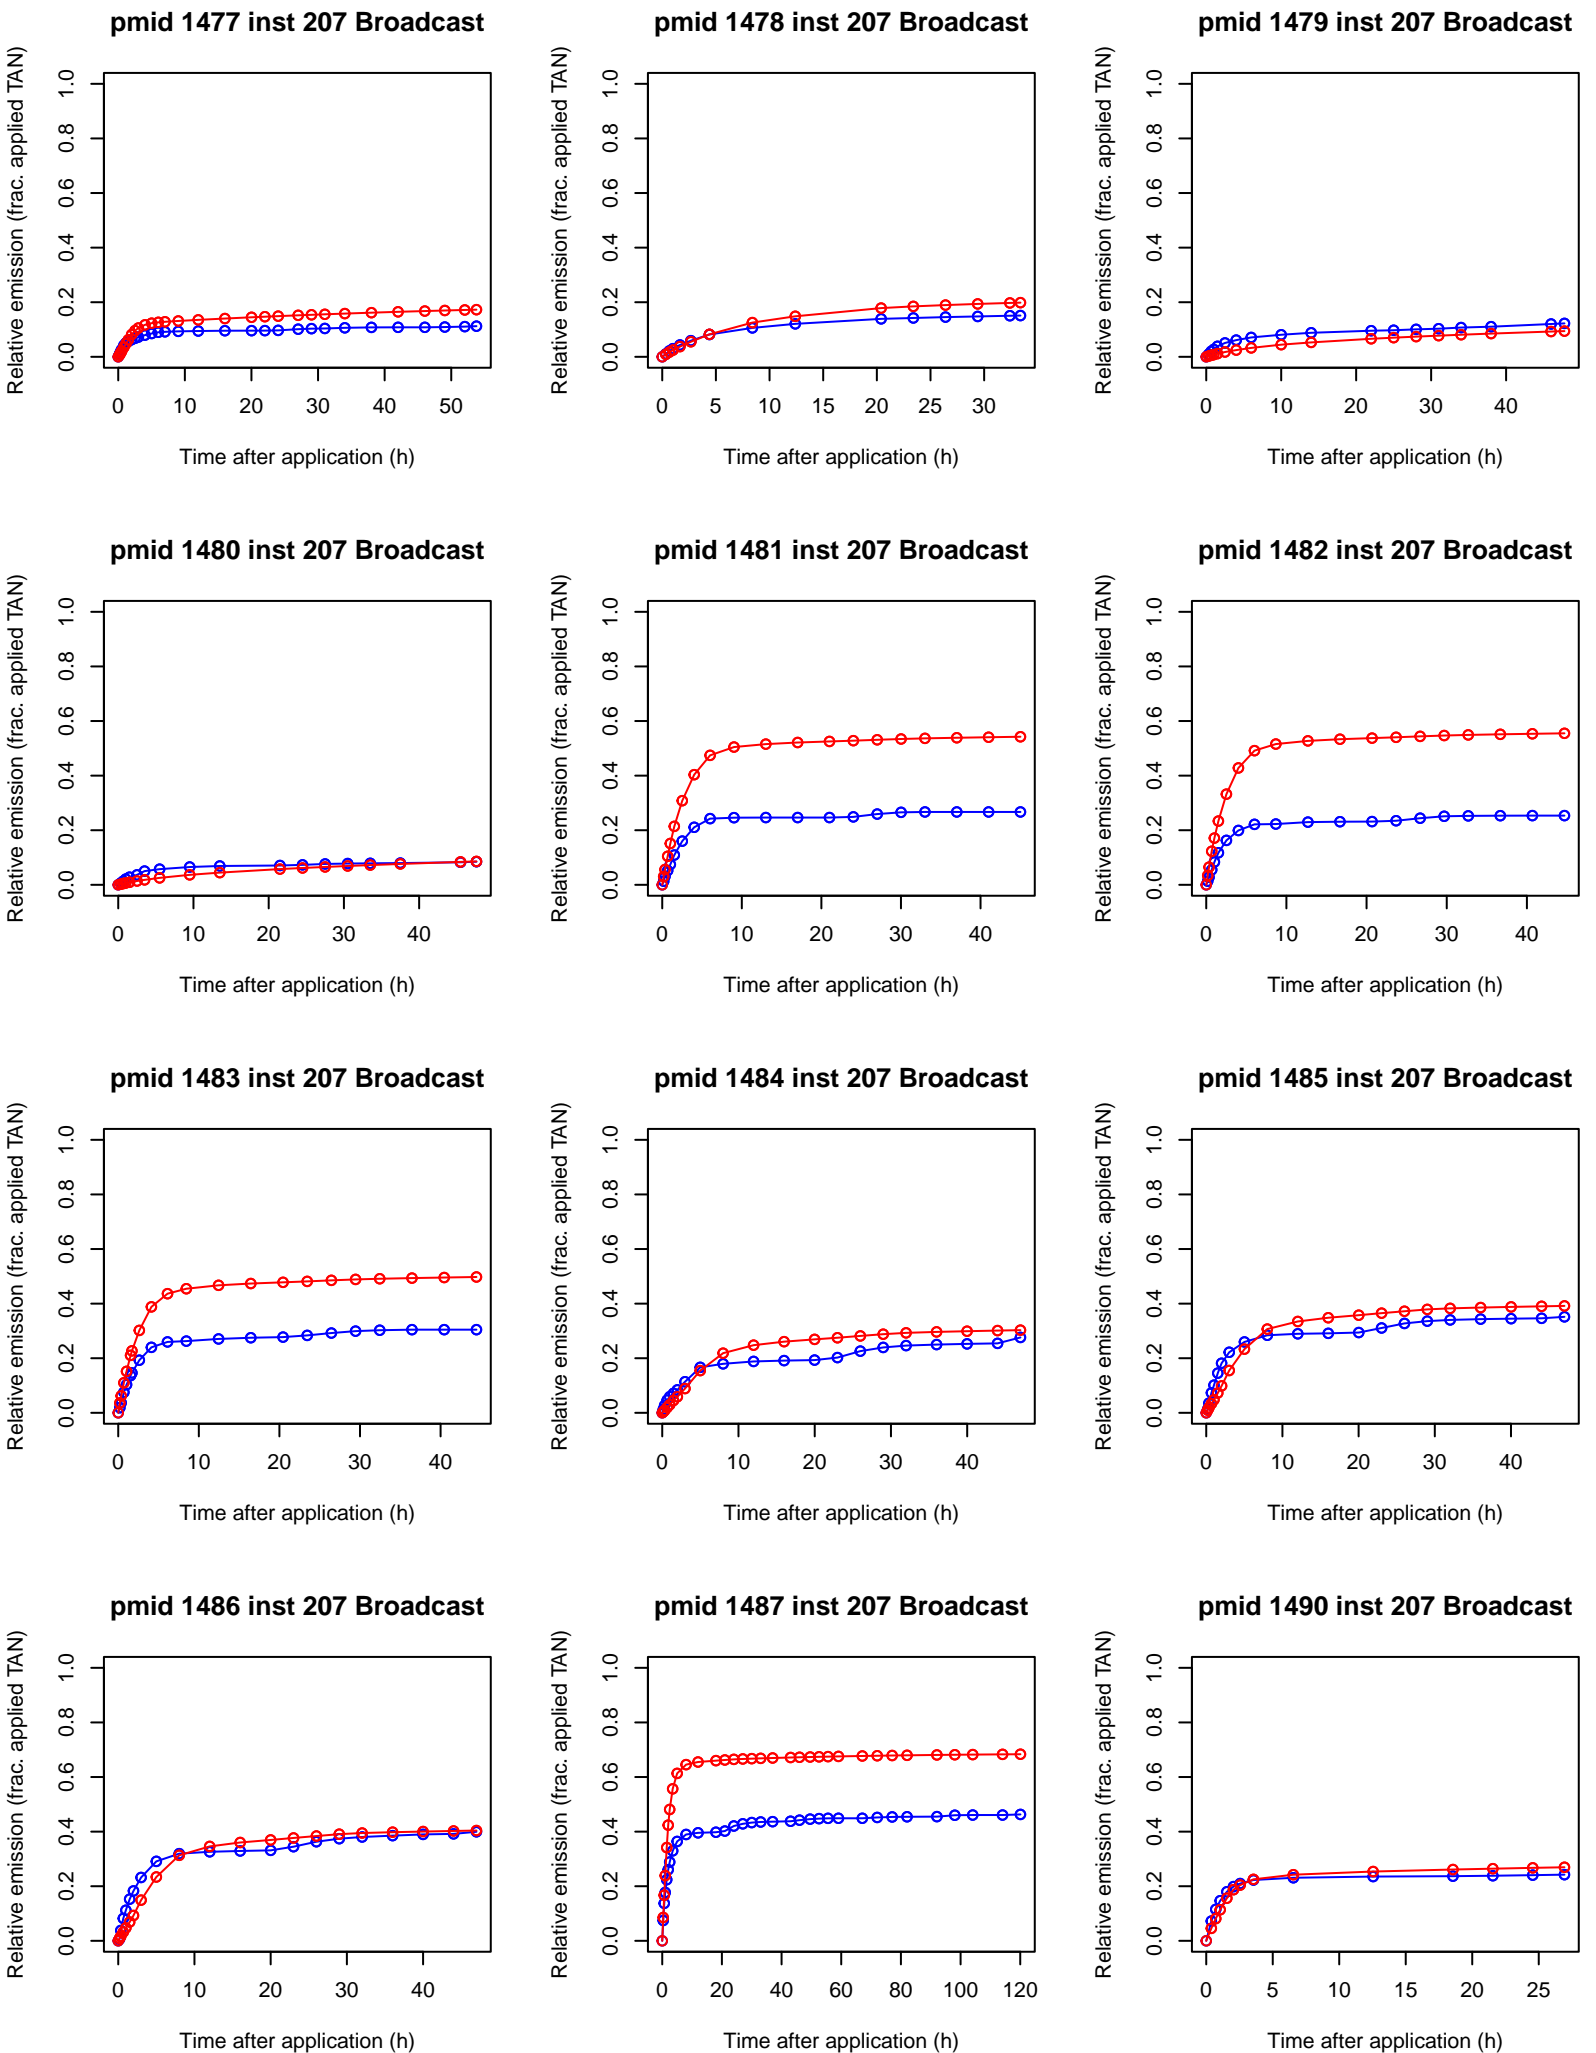 pmid 1477 inst 207 Broadcast
Relative emission (frac. applied TAN)
0.0 0.2 0.4 0.6 0.8 1.0
0 10 20 30 40 50
Time after application (h)
pmid 1478 inst 207 Broadcast
Relative emission (frac. applied TAN)
0.0 0.2 0.4 0.6 0.8 1.0
0 5 10 15 20 25 30
Time after application (h)
pmid 1479 inst 207 Broadcast
Relative emission (frac. applied TAN)
0.0 0.2 0.4 0.6 0.8 1.0
0 10 20 30 40
Time after application (h)
pmid 1480 inst 207 Broadcast
Relative emission (frac. applied TAN)
0.0 0.2 0.4 0.6 0.8 1.0
0 10 20 30 40
Time after application (h)
pmid 1481 inst 207 Broadcast
Relative emission (frac. applied TAN)
0.0 0.2 0.4 0.6 0.8 1.0
0 10 20 30 40
Time after application (h)
pmid 1482 inst 207 Broadcast
Relative emission (frac. applied TAN)
0.0 0.2 0.4 0.6 0.8 1.0
0 10 20 30 40
Time after application (h)
pmid 1483 inst 207 Broadcast
Relative emission (frac. applied TAN)
0.0 0.2 0.4 0.6 0.8 1.0
0 10 20 30 40
Time after application (h)
pmid 1484 inst 207 Broadcast
Relative emission (frac. applied TAN)
0.0 0.2 0.4 0.6 0.8 1.0
0 10 20 30 40
Time after application (h)
pmid 1485 inst 207 Broadcast
Relative emission (frac. applied TAN)
0.0 0.2 0.4 0.6 0.8 1.0
0 10 20 30 40
Time after application (h)
pmid 1486 inst 207 Broadcast
Relative emission (frac. applied TAN)
0.0 0.2 0.4 0.6 0.8 1.0
0 10 20 30 40
Time after application (h)
pmid 1487 inst 207 Broadcast
Relative emission (frac. applied TAN)
0.0 0.2 0.4 0.6 0.8 1.0
0 20 40 60 80 100 120
Time after application (h)
pmid 1490 inst 207 Broadcast
Relative emission (frac. applied TAN)
0.0 0.2 0.4 0.6 0.8 1.0
0 5 10 15 20 25
Time after application (h)